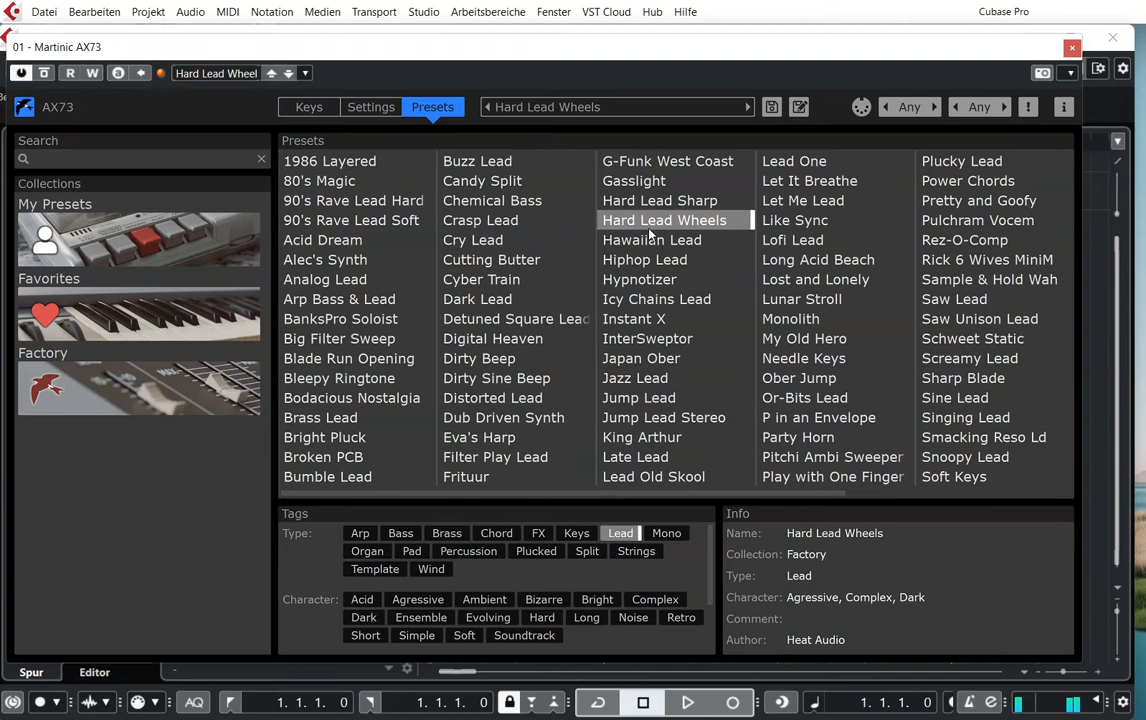 Datei Bearbeiten Projekt Audio MIDI Notation Medien Transport Studio Arbeitsbereiche Fenster VST Cloud Hub Hilfe Cubase Pro
01 - Martinic AX73
R W a Hard Lead Wheel
AX73 Keys Settings Presets Hard Lead Wheels Any Any ! i
Search
Collections
My Presets
Favorites
Factory
Presets
1986 Layered
80's Magic
90's Rave Lead Hard
90's Rave Lead Soft
Acid Dream
Alec's Synth
Analog Lead
Arp Bass & Lead
BanksPro Soloist
Big Filter Sweep
Blade Run Opening
Bleepy Ringtone
Bodacious Nostalgia
Brass Lead
Bright Pluck
Broken PCB
Bumble Lead
Buzz Lead
Candy Split
Chemical Bass
Crasp Lead
Cry Lead
Cutting Butter
Cyber Train
Dark Lead
Detuned Square Lead
Digital Heaven
Dirty Beep
Dirty Sine Beep
Distorted Lead
Dub Driven Synth
Eva's Harp
Filter Play Lead
Frituur
G-Funk West Coast
Gasslight
Hard Lead Sharp
Hard Lead Wheels
Hawaiian Lead
Hiphop Lead
Hypnotizer
Icy Chains Lead
Instant X
InterSweptor
Japan Ober
Jazz Lead
Jump Lead
Jump Lead Stereo
King Arthur
Late Lead
Lead Old Skool
Lead One
Let It Breathe
Let Me Lead
Like Sync
Lofi Lead
Long Acid Beach
Lost and Lonely
Lunar Stroll
Monolith
My Old Hero
Needle Keys
Ober Jump
Or-Bits Lead
P in an Envelope
Party Horn
Pitchi Ambi Sweeper
Play with One Finger
Plucky Lead
Power Chords
Pretty and Goofy
Pulchram Vocem
Rez-O-Comp
Rick 6 Wives MiniM
Sample & Hold Wah
Saw Lead
Saw Unison Lead
Schweet Static
Screamy Lead
Sharp Blade
Sine Lead
Singing Lead
Smacking Reso Ld
Snoopy Lead
Soft Keys
Tags
Type: Arp Bass Brass Chord FX Keys Lead Mono
Organ Pad Percussion Plucked Split Strings
Template Wind
Character: Acid Agressive Ambient Bizarre Bright Complex
Dark Ensemble Evolving Hard Long Noise Retro
Short Simple Soft Soundtrack
Info
Name: Hard Lead Wheels
Collection: Factory
Type: Lead
Character: Agressive, Complex, Dark
Comment:
Author: Heat Audio
Spur Editor -
AQ 1. 1. 1. 0 1. 1. 1. 0 1. 1. 1. 0